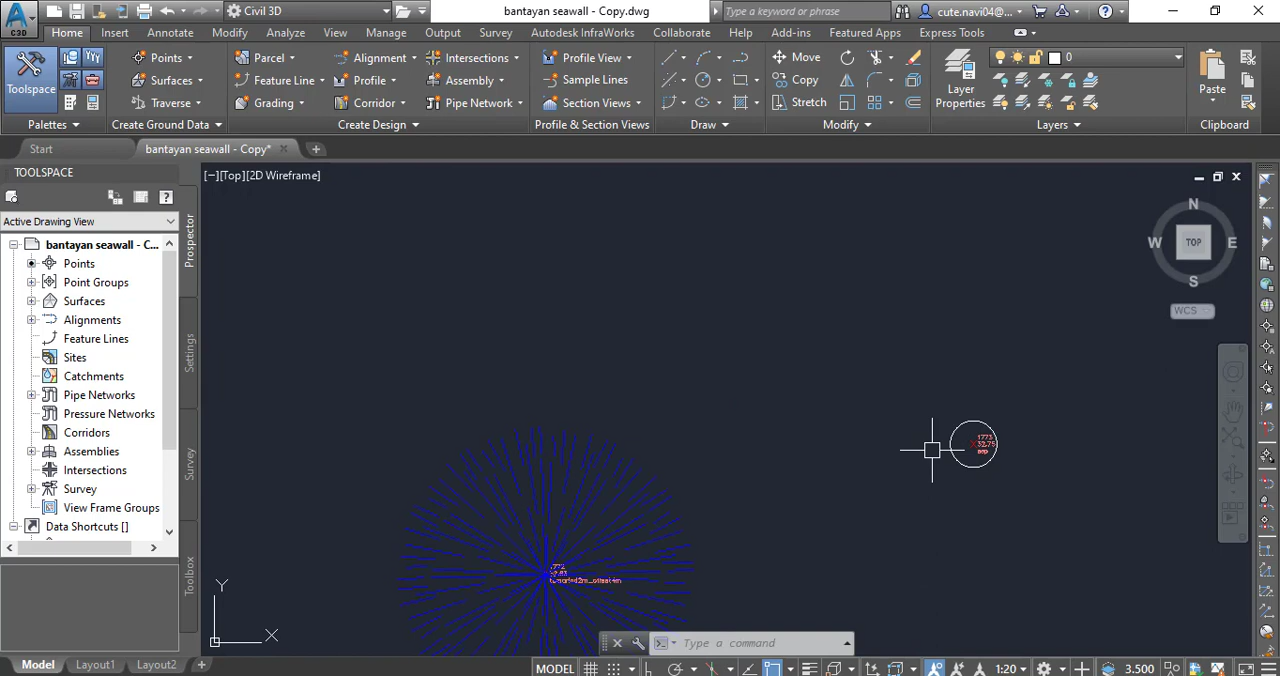 Civil 3D
bantayan seawall - Copy.dwg
Type a keyword or phrase
cute.navi04@...
C3D
Home Insert Annotate Modify Analyze View Manage Output Survey Autodesk InfraWorks Collaborate Help Add-ins Featured Apps Express Tools
Toolspace
Points
Surfaces
Traverse
Parcel
Feature Line
Grading
Alignment
Profile
Corridor
Intersections
Assembly
Pipe Network
Profile View
Sample Lines
Section Views
Move
Copy
Stretch
Layer
Properties
0
Paste
Palettes
Create Ground Data
Create Design
Profile & Section Views
Draw
Modify
Layers
Clipboard
Start
bantayan seawall - Copy*
TOOLSPACE
Active Drawing View
bantayan seawall - C...
Points
Point Groups
Surfaces
Alignments
Feature Lines
Sites
Catchments
Pipe Networks
Pressure Networks
Corridors
Assemblies
Intersections
Survey
View Frame Groups
Data Shortcuts []
Prospector
Settings
Survey
Toolbox
[−][Top][2D Wireframe]
N
W TOP E
S
WCS
1773
32.75
Y
X
Type a command
Model Layout1 Layout2
MODEL
1:20
3.500